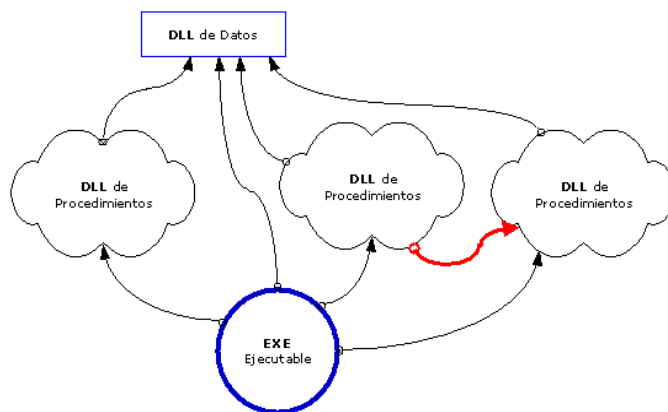 DLL de Datos
DLL de
Procedimientos
DLL de
Procedimientos
DLL de
Procedimientos
EXE
Ejecutable